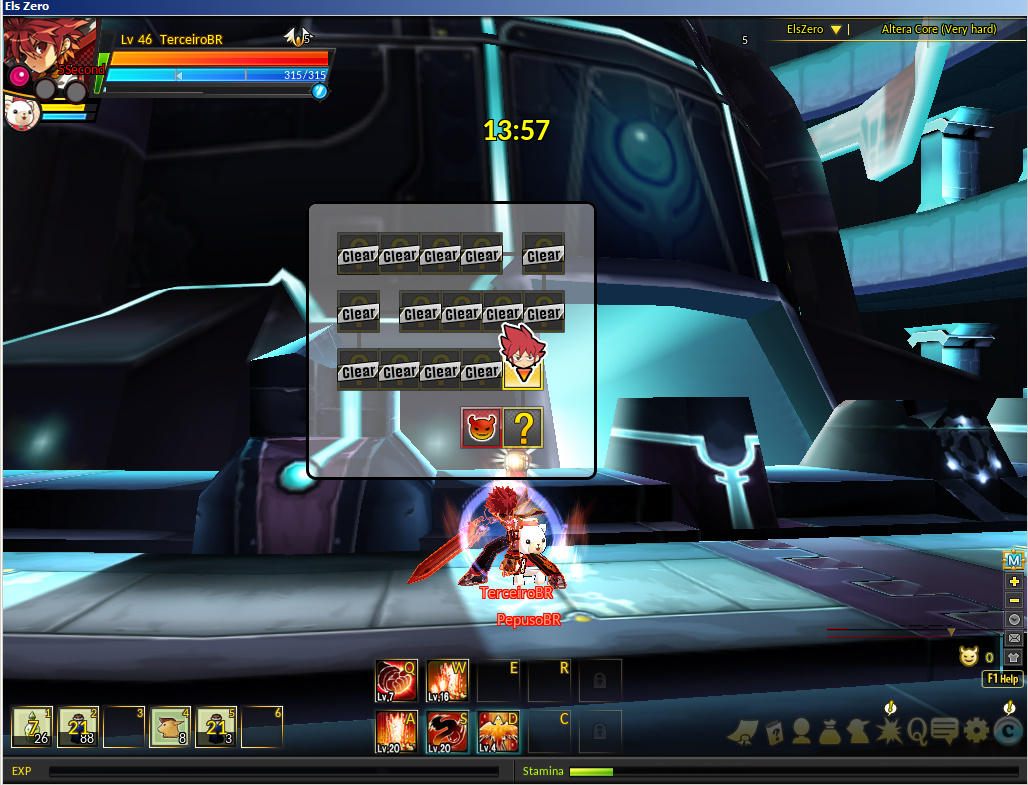 Els Zero
Lv 46 TerceiroBR
5
5
ElsZero
Altera Core (Very hard)
5Second
315/315
13:57
Clear Clear Clear Clear Clear
Clear Clear Clear Clear Clear
Clear Clear Clear Clear
?
TerceiroBR
PepusoBR
M
0
F1 Help
Q W E R
Lv,7 Lv,16
A S D C
Lv,20 Lv,20 Lv,4
1 2 3 4 5 6
Z 21 21
26 88 8 3
EXP
Stamina